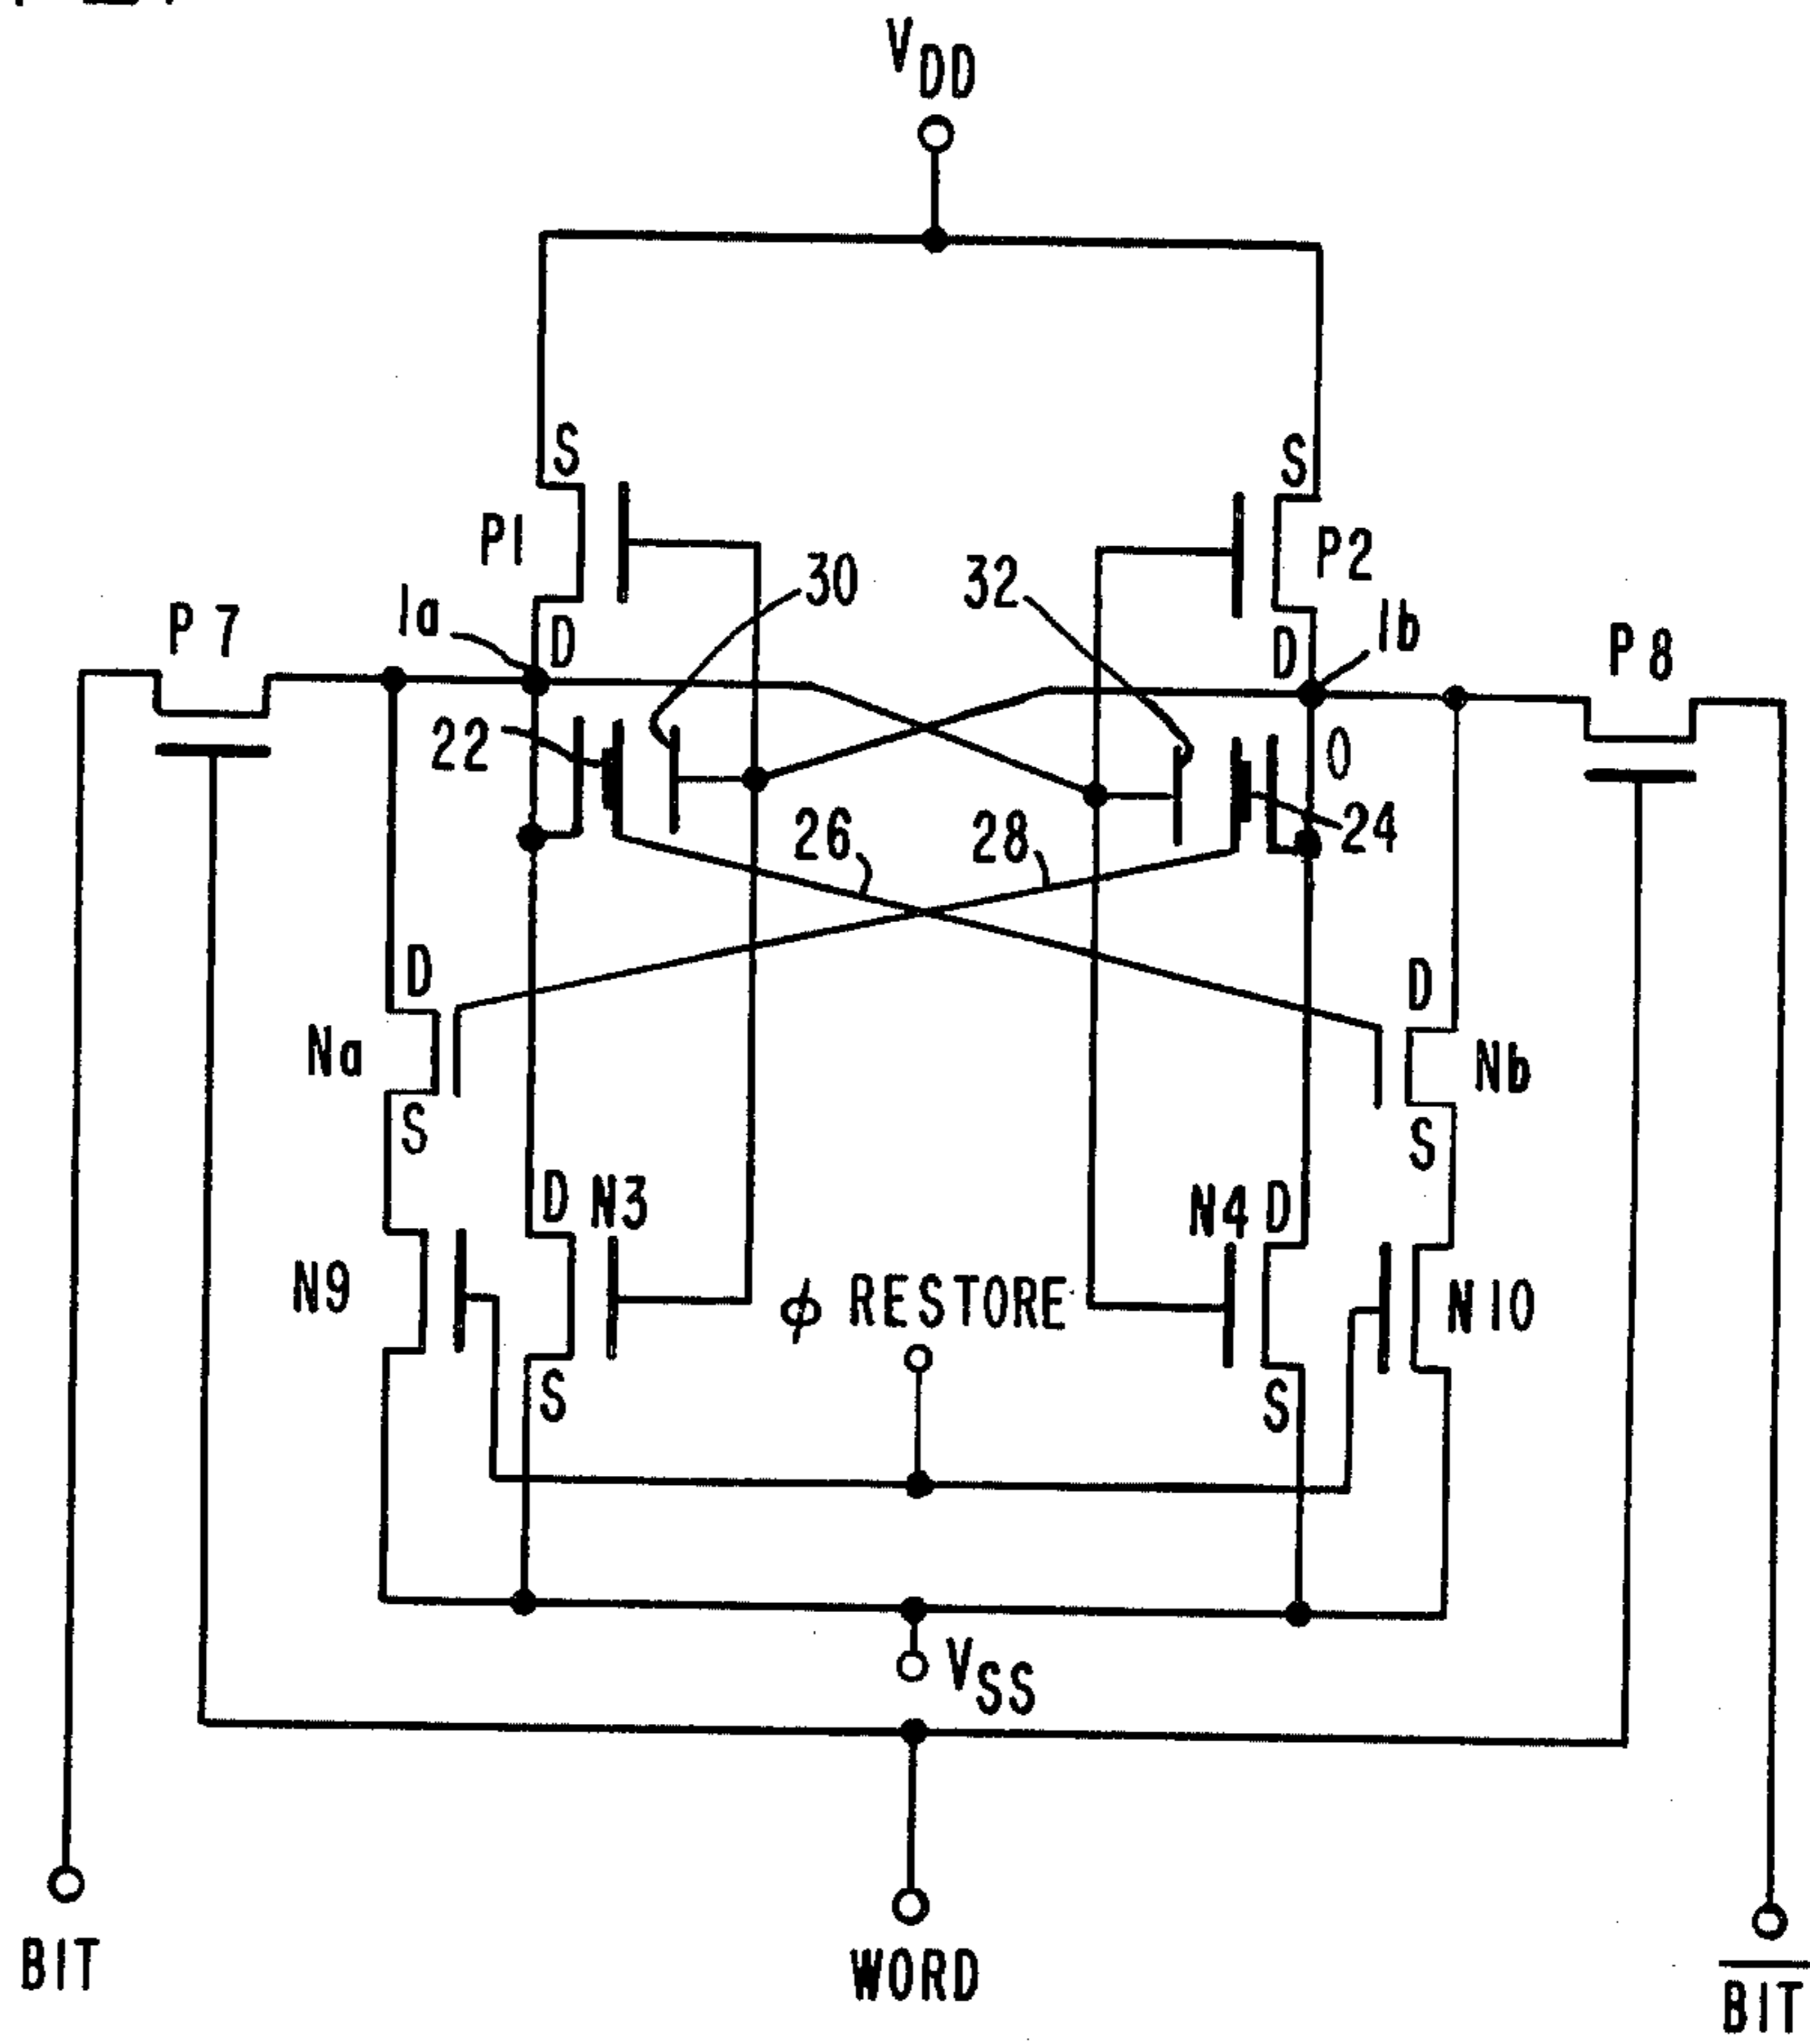 VDD
S
S
P1
P2
30
32
1a
1b
P7
D
D
P8
22
O
24
26
28
D
D
Na
Nb
S
S
D
N3
N4
D
N9
N10
φ RESTORE
S
S
VSS
BIT
WORD
BIT